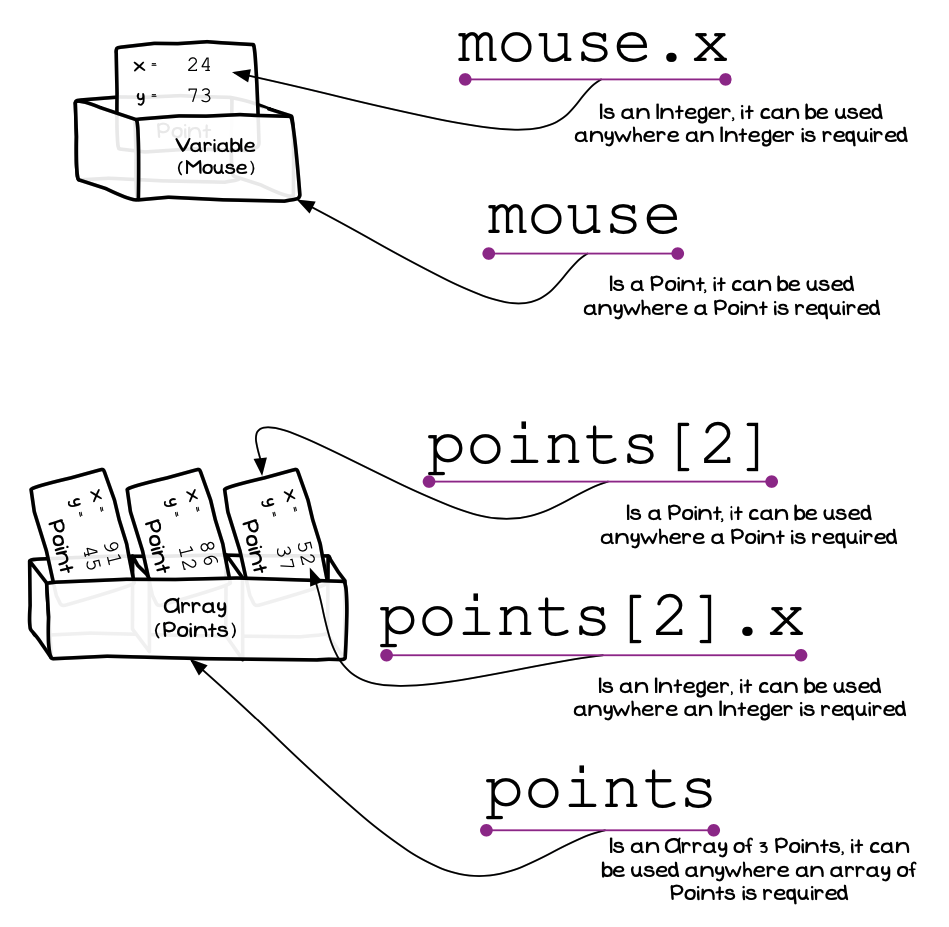 mouse.x
x = 24
y = 73
Point
Variable
(Mouse)
Is an Integer, it can be used
anywhere an Integer is required
mouse
Is a Point, it can be used
anywhere a Point is required
points[2]
Is a Point, it can be used
anywhere a Point is required
x = 91
y = 45
Point
x = 86
y = 12
Point
x = 52
y = 37
Point
Array
(Points)
points[2].x
Is an Integer, it can be used
anywhere an Integer is required
points
Is an Array of 3 Points, it can
be used anywhere an array of
Points is required